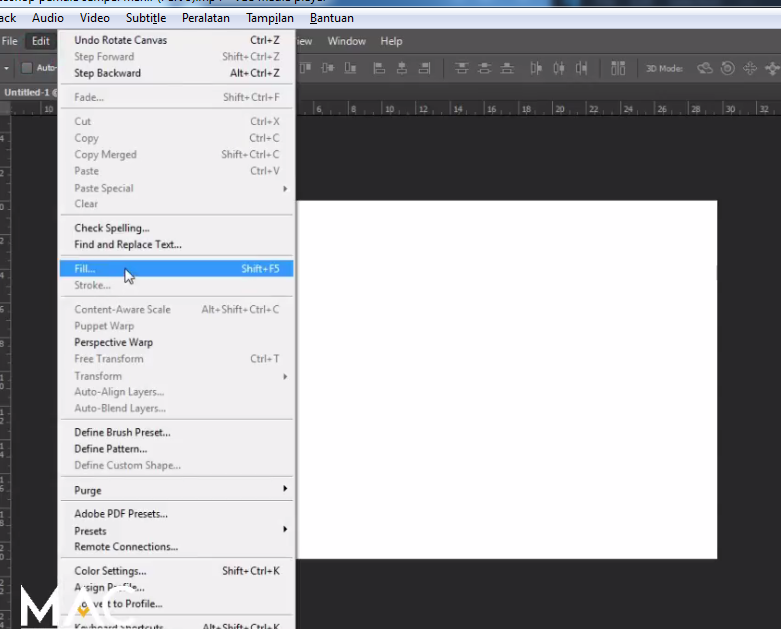 ack Audio Video Subtitle Peralatan Tampilan Bantuan
File Edit iew Window Help
Auto-
3D Mode:
Untitled-1 @
10 6 8 10 12 14 16 18 20 22 24 26 28 30 32
Undo Rotate Canvas Ctrl+Z
Step Forward Shift+Ctrl+Z
Step Backward Alt+Ctrl+Z
Fade... Shift+Ctrl+F
Cut Ctrl+X
Copy Ctrl+C
Copy Merged Shift+Ctrl+C
Paste Ctrl+V
Paste Special
Clear
Check Spelling...
Find and Replace Text...
Fill... Shift+F5
Stroke...
Content-Aware Scale Alt+Shift+Ctrl+C
Puppet Warp
Perspective Warp
Free Transform Ctrl+T
Transform
Auto-Align Layers...
Auto-Blend Layers...
Define Brush Preset...
Define Pattern...
Define Custom Shape...
Purge
Adobe PDF Presets...
Presets
Remote Connections...
Color Settings... Shift+Ctrl+K
Assign Profile...
Convert to Profile...
Keyboard Shortcuts... Alt+Shift+Ctrl+K
MAC